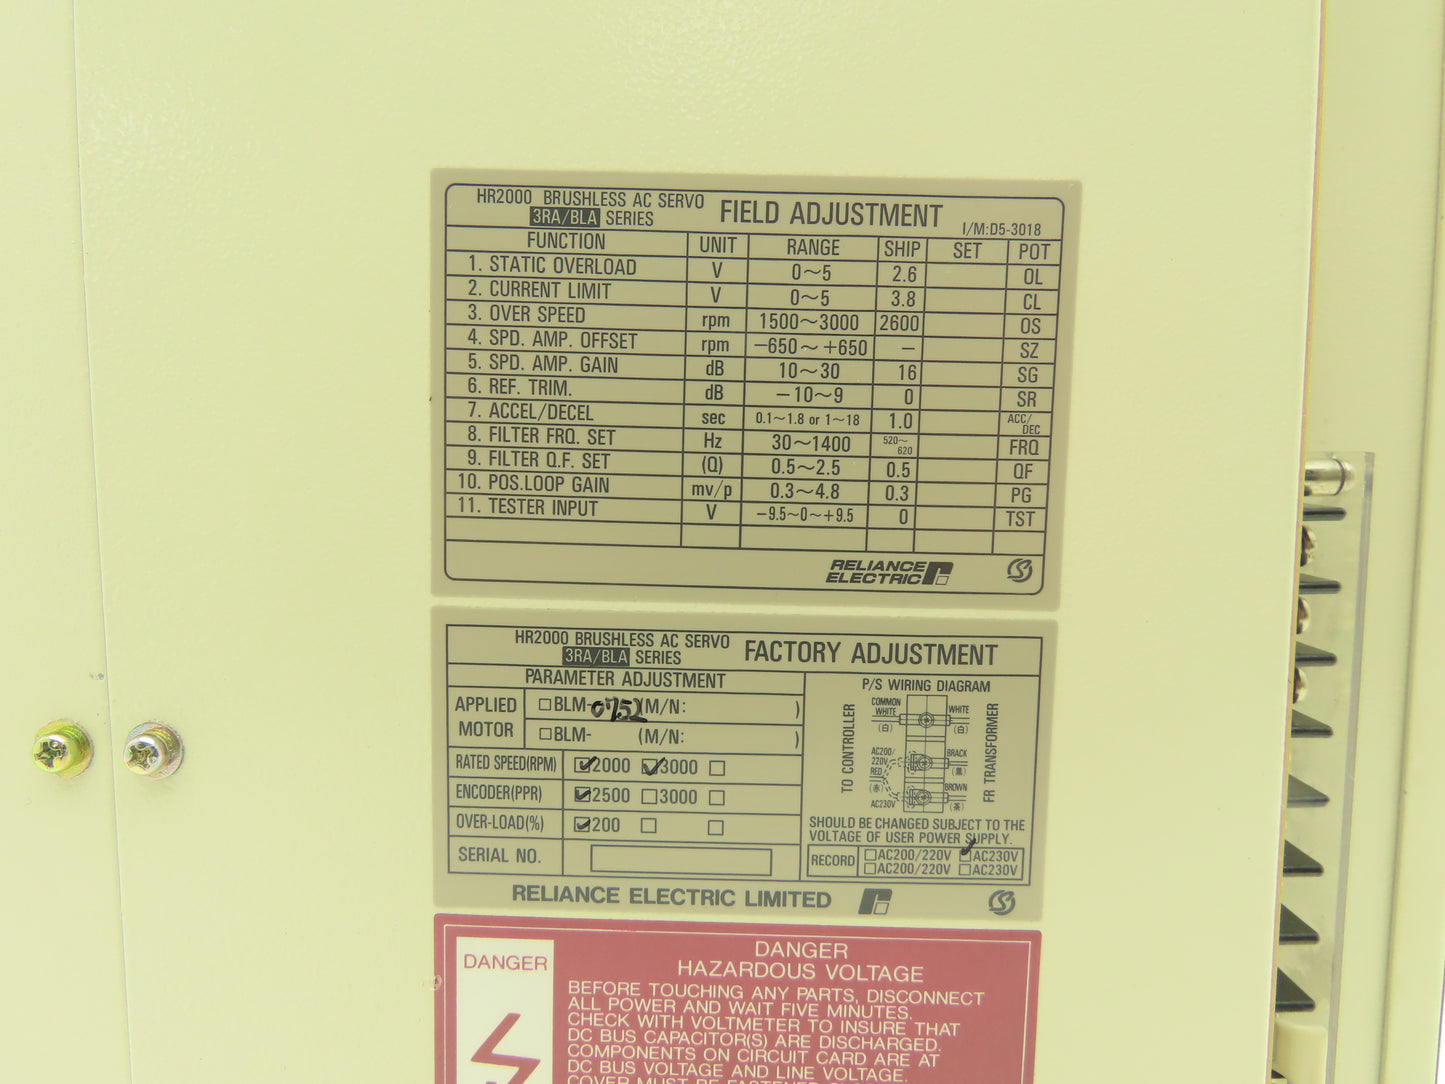 HR2000 BRUSHLESS AC SERVO
3RA/BLA SERIES
FIELD ADJUSTMENT
I/M:D5-3018
FUNCTION UNIT RANGE SHIP SET POT
1. STATIC OVERLOAD V 0~5 2.6 OL
2. CURRENT LIMIT V 0~5 3.8 CL
3. OVER SPEED rpm 1500~3000 2600 OS
4. SPD. AMP. OFFSET rpm -650~+650 - SZ
5. SPD. AMP. GAIN dB 10~30 16 SG
6. REF. TRIM. dB -10~9 0 SR
7. ACCEL/DECEL sec 0.1~1.8 or 1~18 1.0 ACC/DEC
8. FILTER FRQ. SET Hz 30~1400 520~620 FRQ
9. FILTER Q.F. SET (Q) 0.5~2.5 0.5 QF
10. POS.LOOP GAIN mv/p 0.3~4.8 0.3 PG
11. TESTER INPUT V -9.5~0~+9.5 0 TST
RELIANCE
ELECTRIC
HR2000 BRUSHLESS AC SERVO
3RA/BLA SERIES
FACTORY ADJUSTMENT
PARAMETER ADJUSTMENT
APPLIED MOTOR
□BLM-0752(M/N: )
□BLM- (M/N: )
RATED SPEED(RPM) ☑2000 ☑3000 □
ENCODER(PPR) ☑2500 □3000 □
OVER-LOAD(%) ☑200 □ □
SERIAL NO.
P/S WIRING DIAGRAM
TO CONTROLLER
COMMON
WHITE
(白)
WHITE
(白)
AC200/
220V
RED
(赤)
AC230V
BRACK
(黒)
BROWN
(茶)
FR TRANSFORMER
SHOULD BE CHANGED SUBJECT TO THE
VOLTAGE OF USER POWER SUPPLY.
RECORD
□AC200/220V ☑AC230V
□AC200/220V □AC230V
RELIANCE ELECTRIC LIMITED
DANGER
DANGER
HAZARDOUS VOLTAGE
BEFORE TOUCHING ANY PARTS, DISCONNECT
ALL POWER AND WAIT FIVE MINUTES.
CHECK WITH VOLTMETER TO INSURE THAT
DC BUS CAPACITOR(S) ARE DISCHARGED.
COMPONENTS ON CIRCUIT CARD ARE AT
DC BUS VOLTAGE AND LINE VOLTAGE.
COVER MUST BE FASTENED